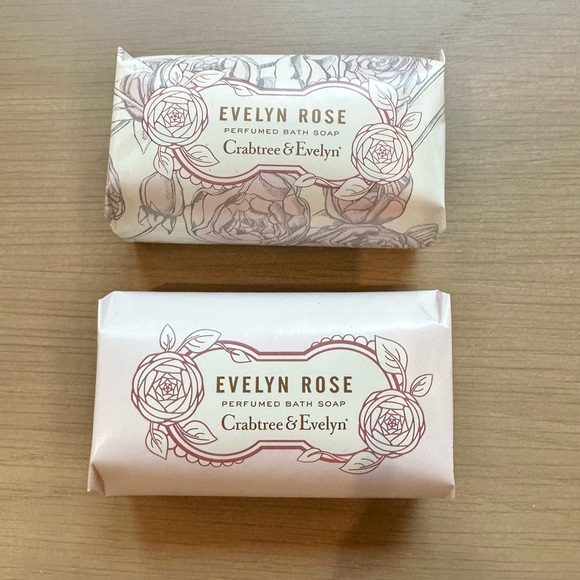 EVELYN ROSE
PERFUMED BATH SOAP
Crabtree & Evelyn®
EVELYN ROSE
PERFUMED BATH SOAP
Crabtree & Evelyn®